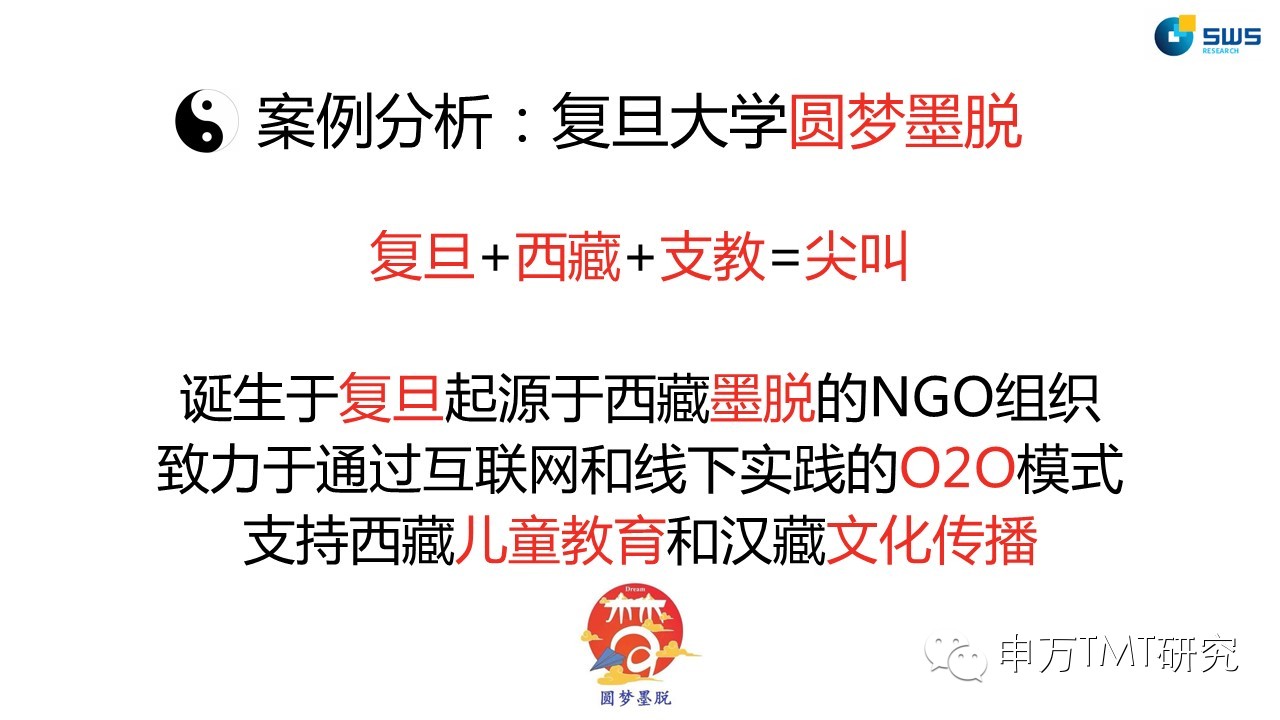 SWS
RESEARCH
案例分析：复旦大学圆梦墨脱
复旦+西藏+支教=尖叫
诞生于复旦起源于西藏墨脱的NGO组织
致力于通过互联网和线下实践的O2O模式
支持西藏儿童教育和汉藏文化传播
Dream
圆梦墨脱
申万TMT研究